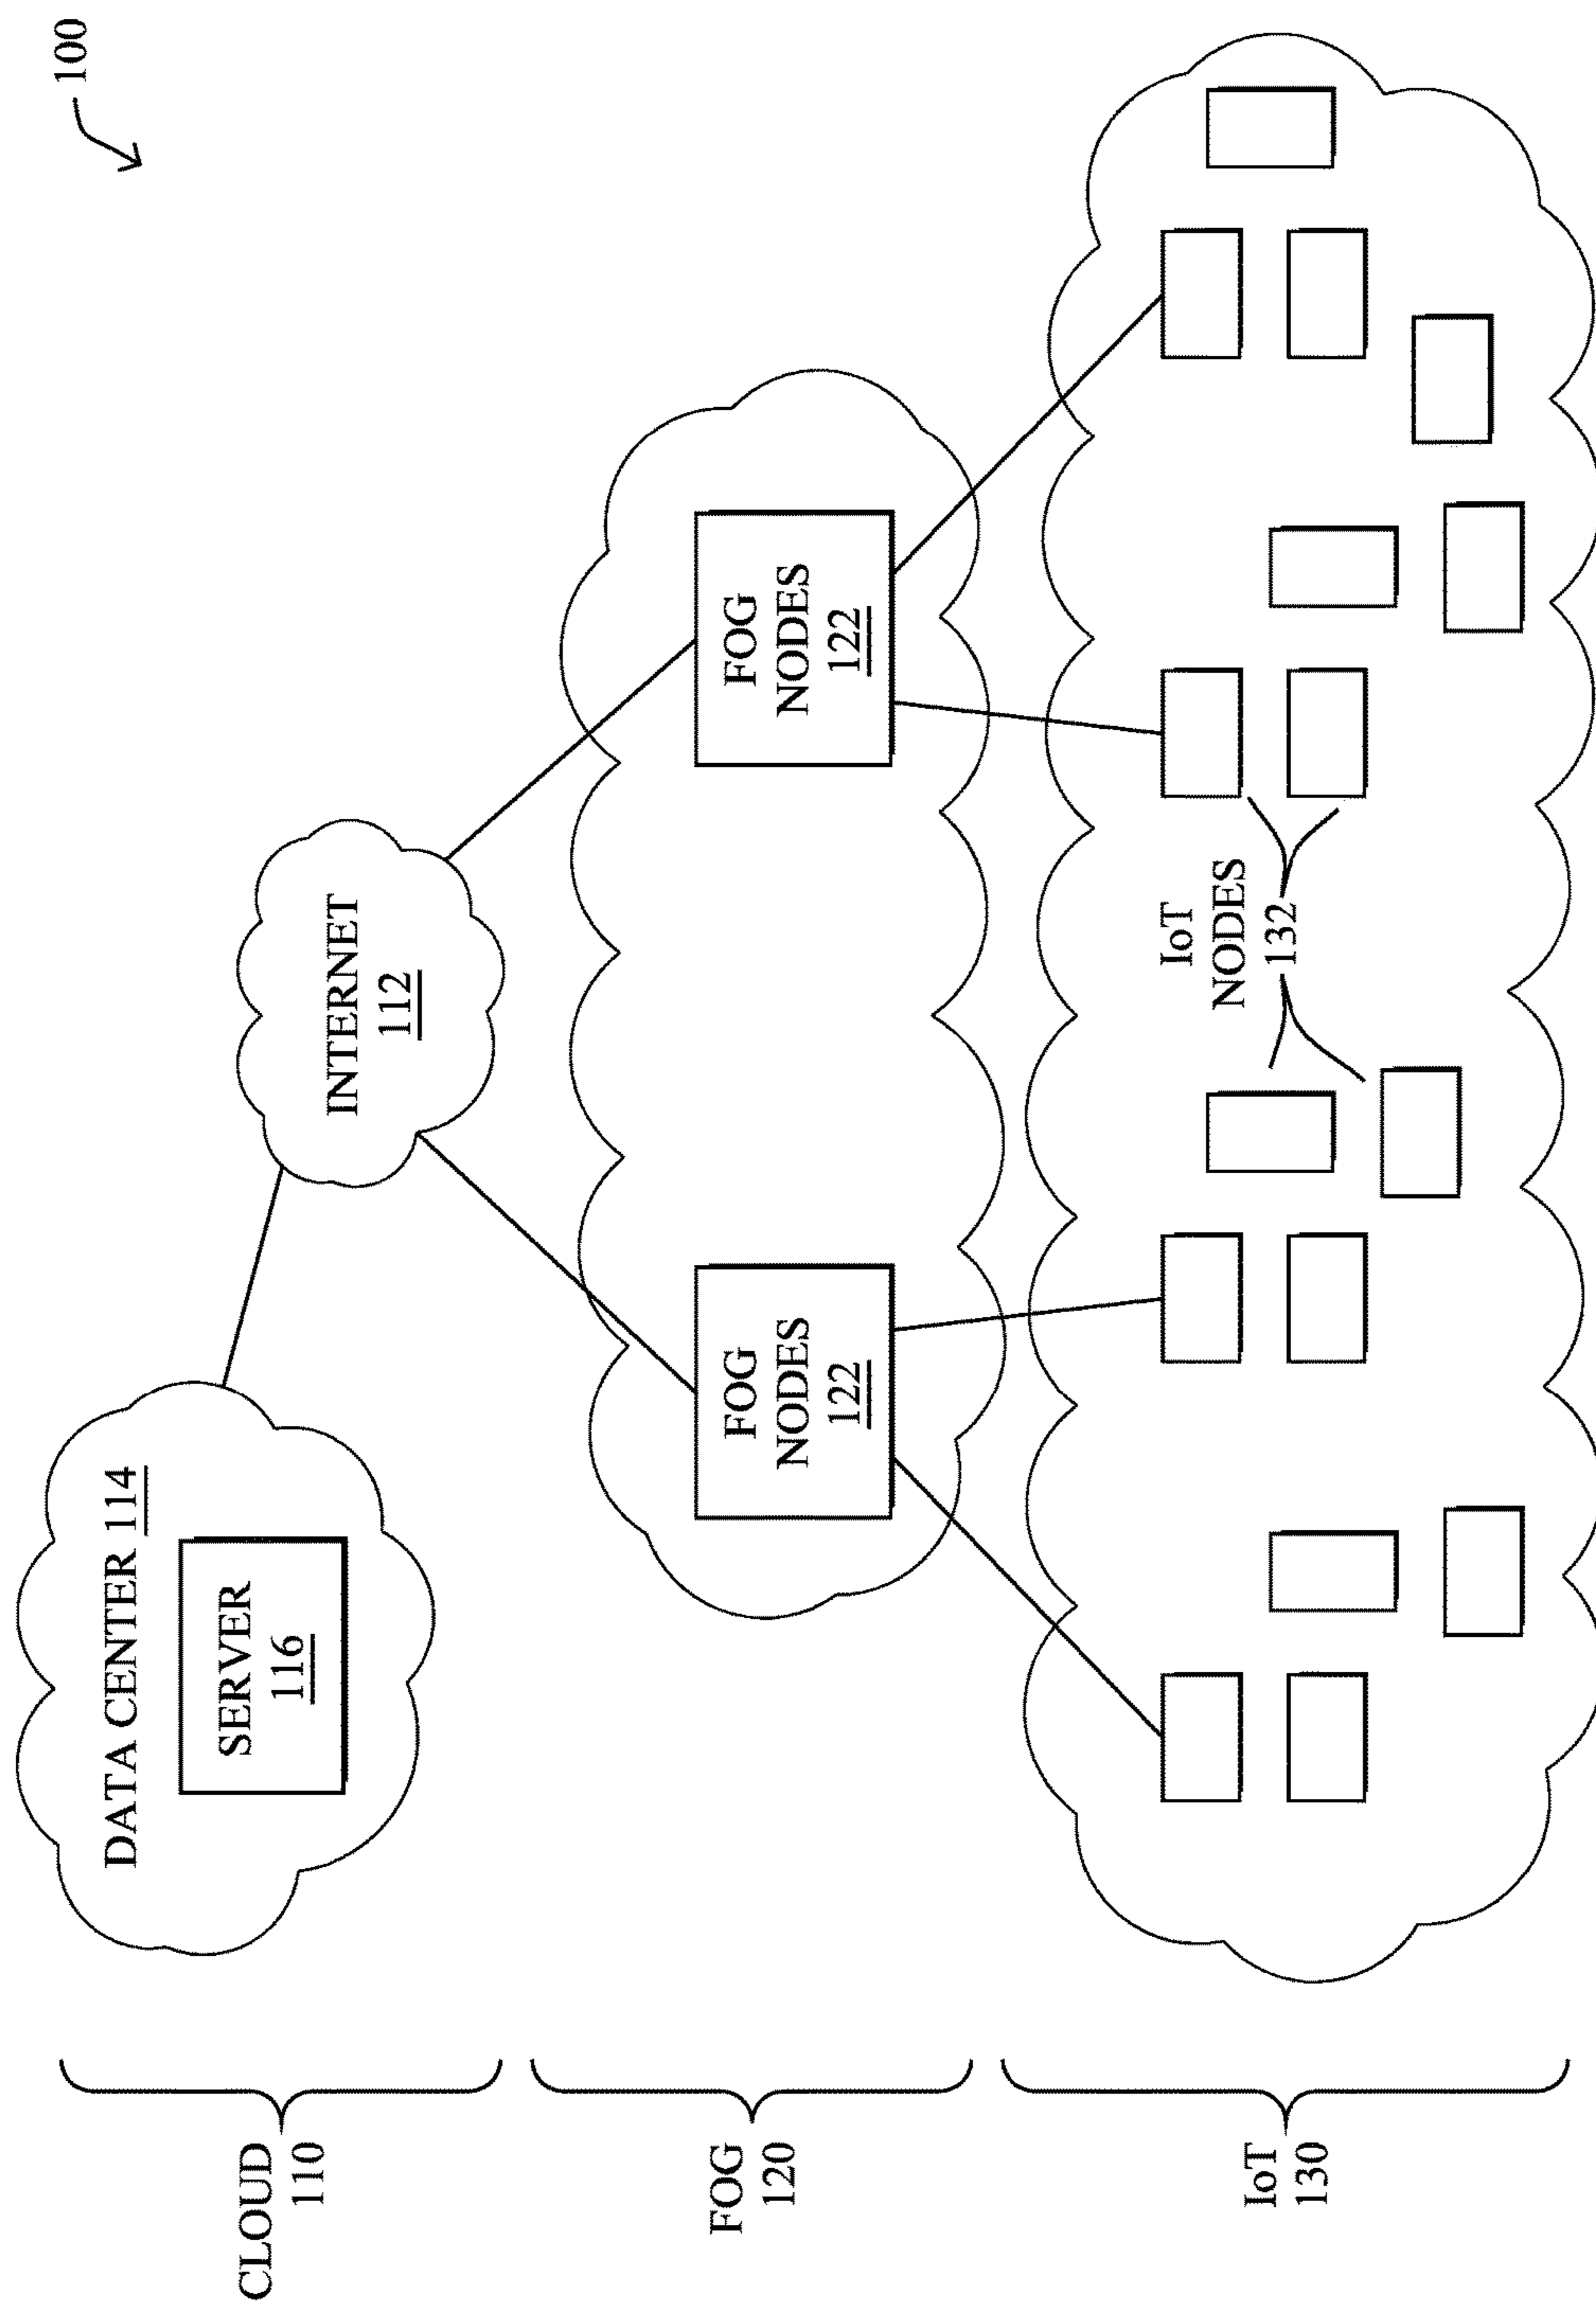 100
CLOUD
110
DATA CENTER 114
SERVER
116
INTERNET
112
FOG
120
FOG
NODES
122
FOG
NODES
122
IoT
130
IoT
NODES
132